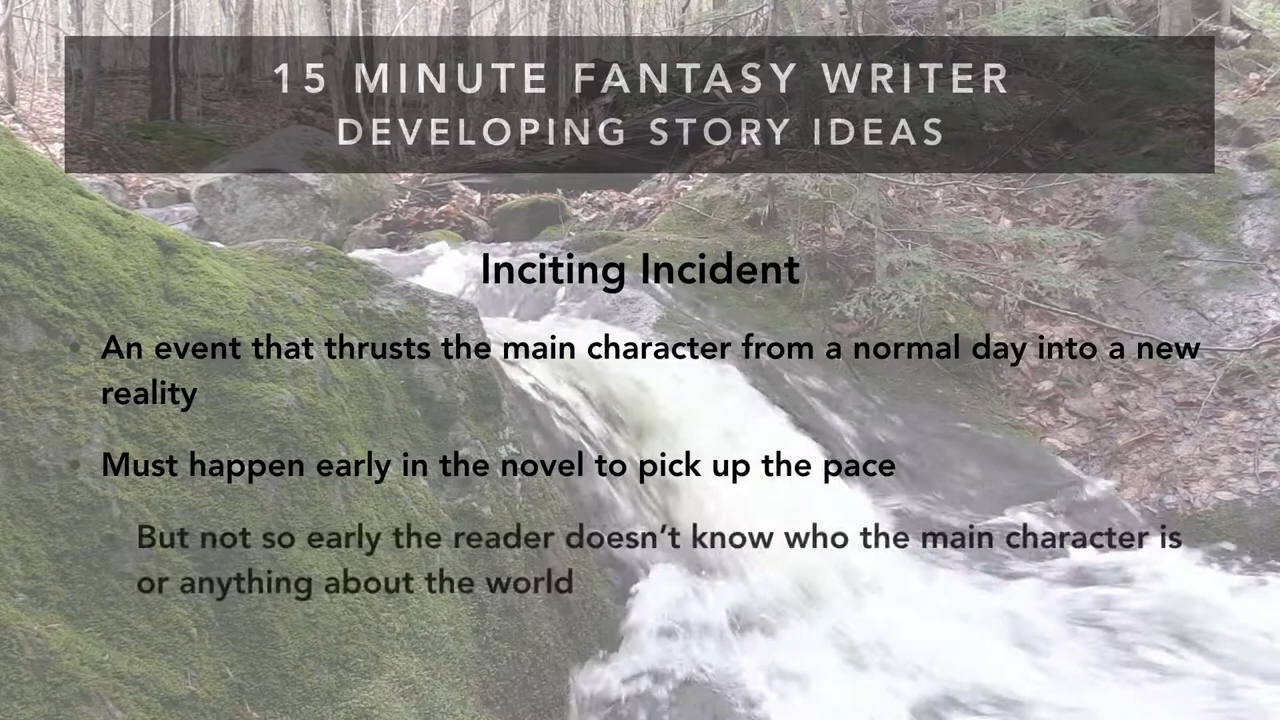 15 MINUTE FANTASY WRITER
DEVELOPING STORY IDEAS
Inciting Incident
• An event that thrusts the main character from a normal day into a new
reality
• Must happen early in the novel to pick up the pace
But not so early the reader doesn’t know who the main character is
or anything about the world